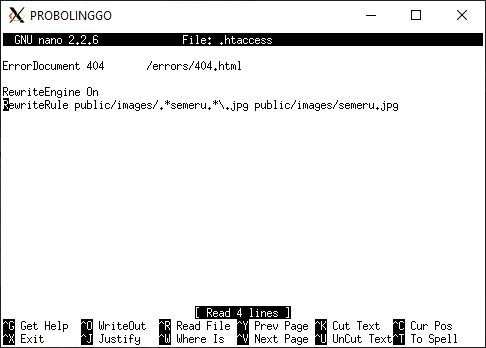 PROBOLINGGO
GNU nano 2.2.6 File: .htaccess
ErrorDocument 404 /errors/404.html
RewriteEngine On
RewriteRule public/images/.*semeru.*\.jpg public/images/semeru.jpg
[ Read 4 lines ]
^G Get Help ^O WriteOut ^R Read File ^Y Prev Page ^K Cut Text ^C Cur Pos
^X Exit ^J Justify ^W Where Is ^V Next Page ^U UnCut Text ^T To Spell